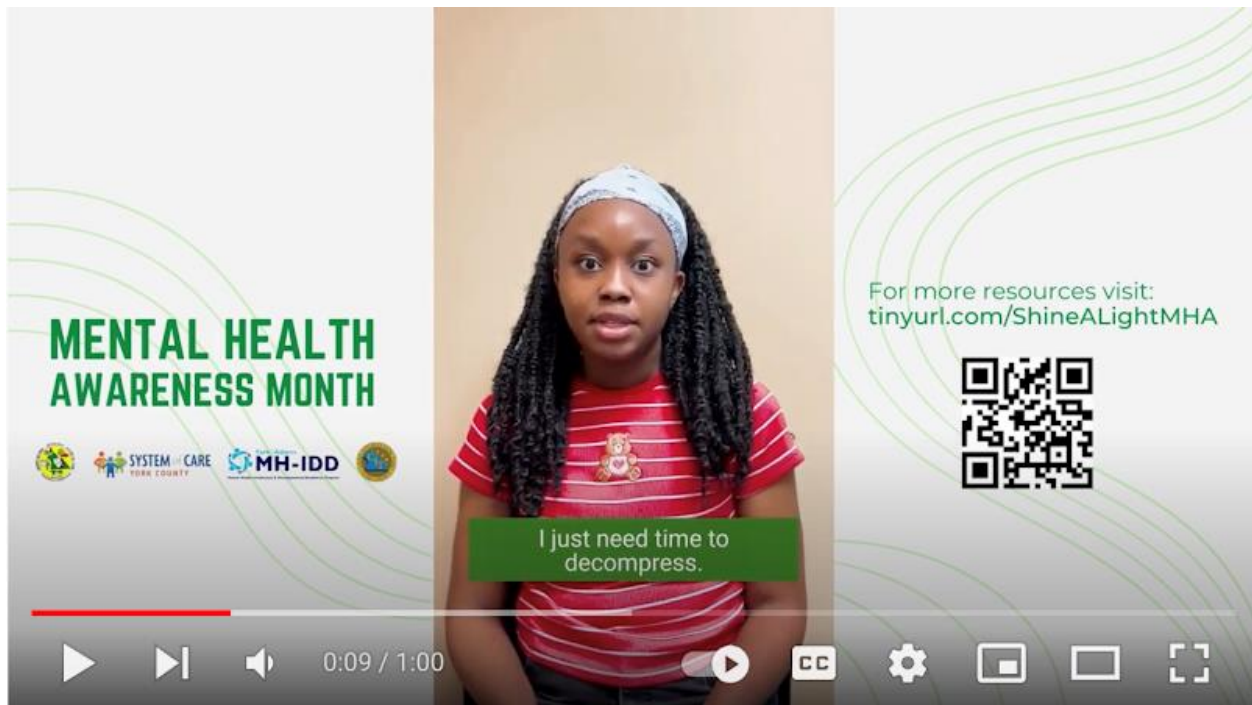 MENTAL HEALTH
AWARENESS MONTH
SYSTEM OF CARE
YORK COUNTY
MH-IDD
I just need time to
decompress.
For more resources visit:
tinyurl.com/ShineALightMHA
0:09 / 1:00
CC